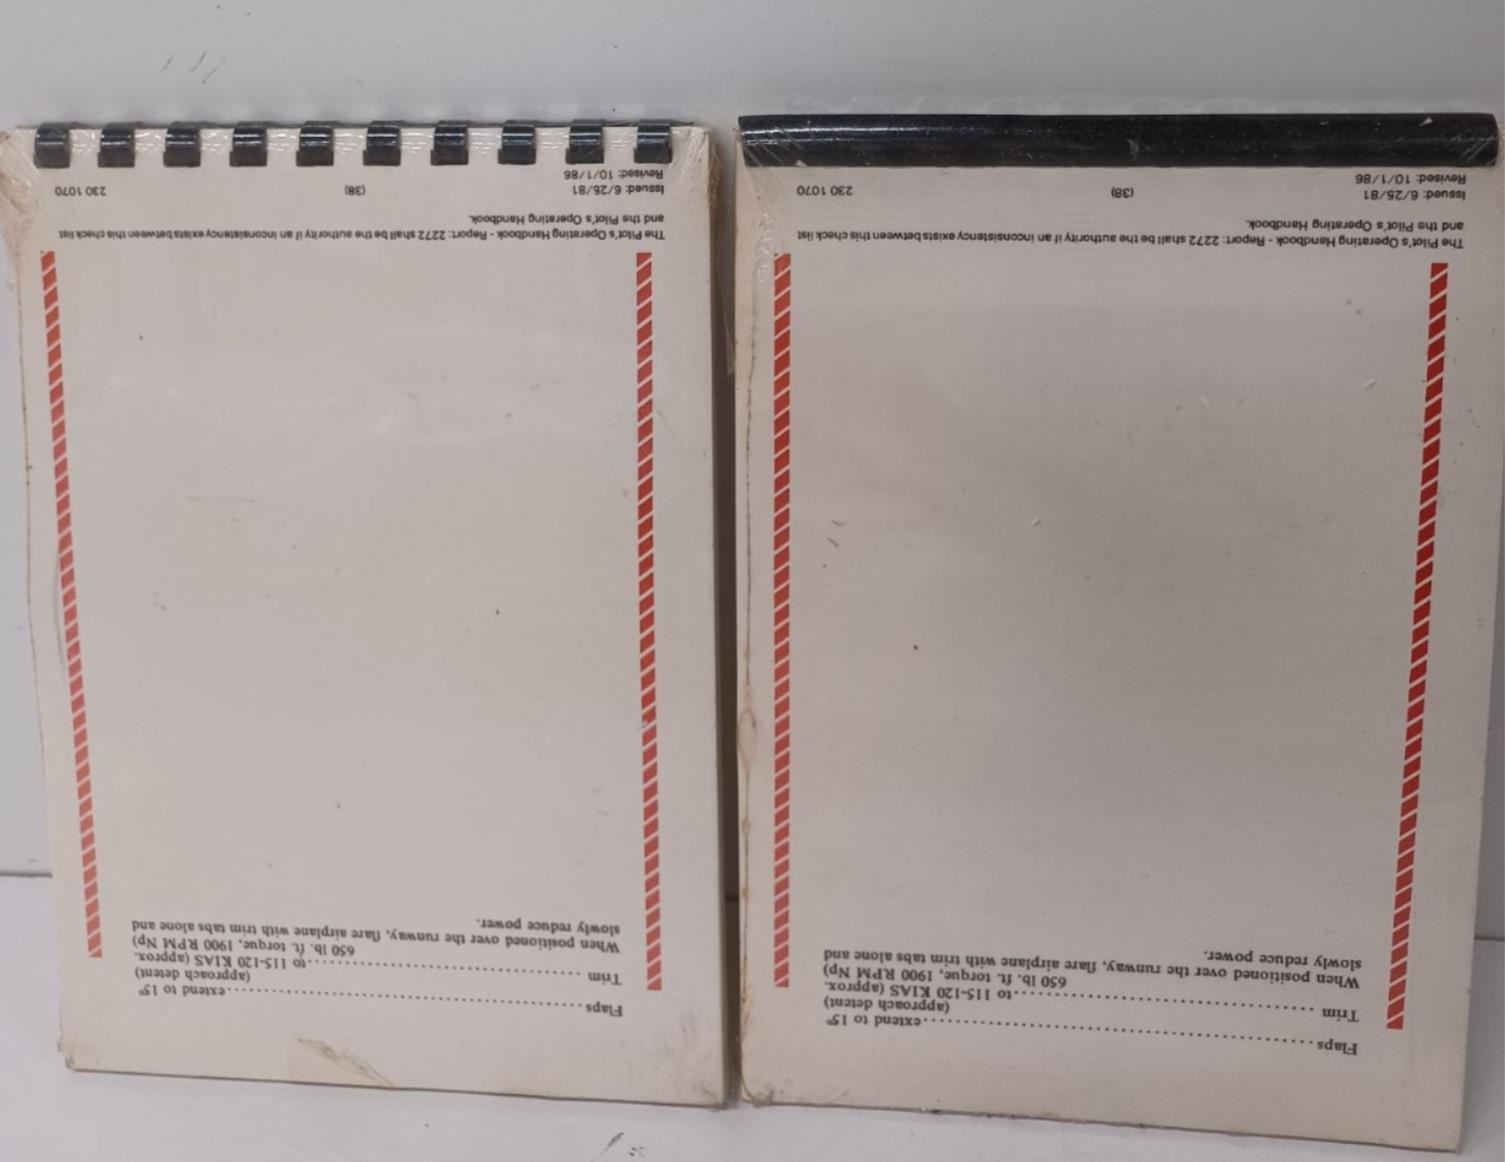 Flaps ..............................extend to 15°
(approach detent)
Trim ..............................to 115-120 KIAS (approx.
650 lb. ft. torque, 1900 RPM Np)
When positioned over the runway, flare airplane with trim tabs alone and
slowly reduce power.
The Pilot's Operating Handbook - Report: 2272 shall be the authority if an inconsistency exists between this check list
and the Pilot's Operating Handbook.
Issued: 6/25/81 (38) 230 1070
Revised: 10/1/86
Flaps ..............................extend to 15°
(approach detent)
Trim ..............................to 115-120 KIAS (approx.
650 lb. ft. torque, 1900 RPM Np)
When positioned over the runway, flare airplane with trim tabs alone and
slowly reduce power.
The Pilot's Operating Handbook - Report: 2272 shall be the authority if an inconsistency exists between this check list
and the Pilot's Operating Handbook.
Issued: 6/25/81 (38) 230 1070
Revised: 10/1/86